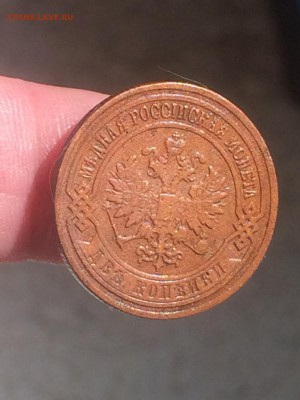 МѢДНАЯ РОССІЙСКАЯ МОНЕТА
ДВѢ КОПѢЙКИ